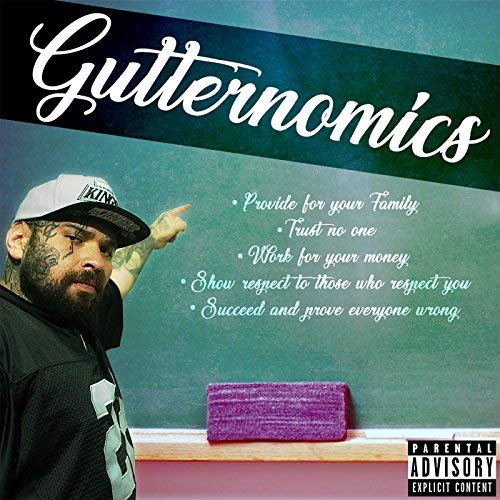 Gutternomics
KINGS
• Provide for your Family
• Trust no one
• Work for your money
• Show respect to those who respect you
• Succeed and prove everyone wrong
PARENTAL
ADVISORY
EXPLICIT CONTENT